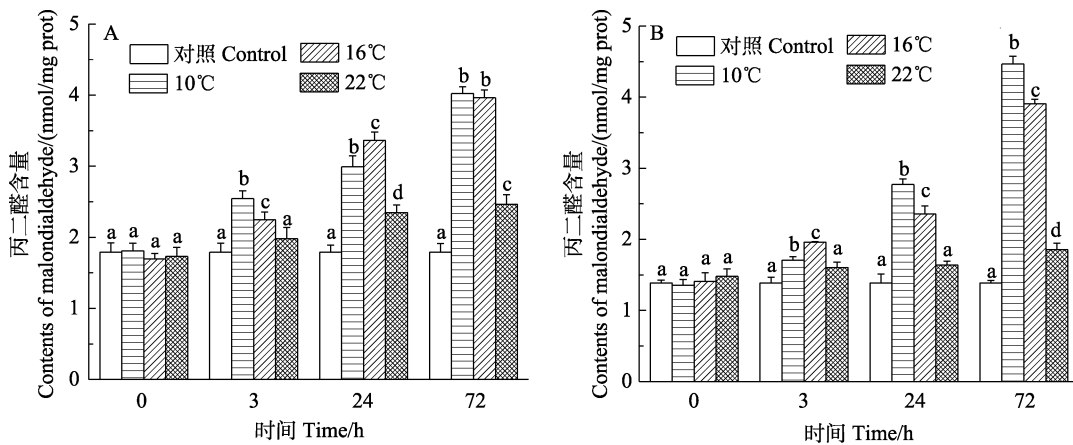 A
对照 Control
16℃
10℃
22℃
丙二醛含量
Contents of malondialdehyde/(nmol/mg prot)
5
4
3
2
1
0
a a a a
b c a a
b c d a
b b c a
0 3 24 72
时间 Time/h
B
对照 Control
16℃
10℃
22℃
丙二醛含量
Contents of malondialdehyde/(nmol/mg prot)
5
4
3
2
1
0
a a a a
a b c a
a b c a
a b c d
0 3 24 72
时间 Time/h